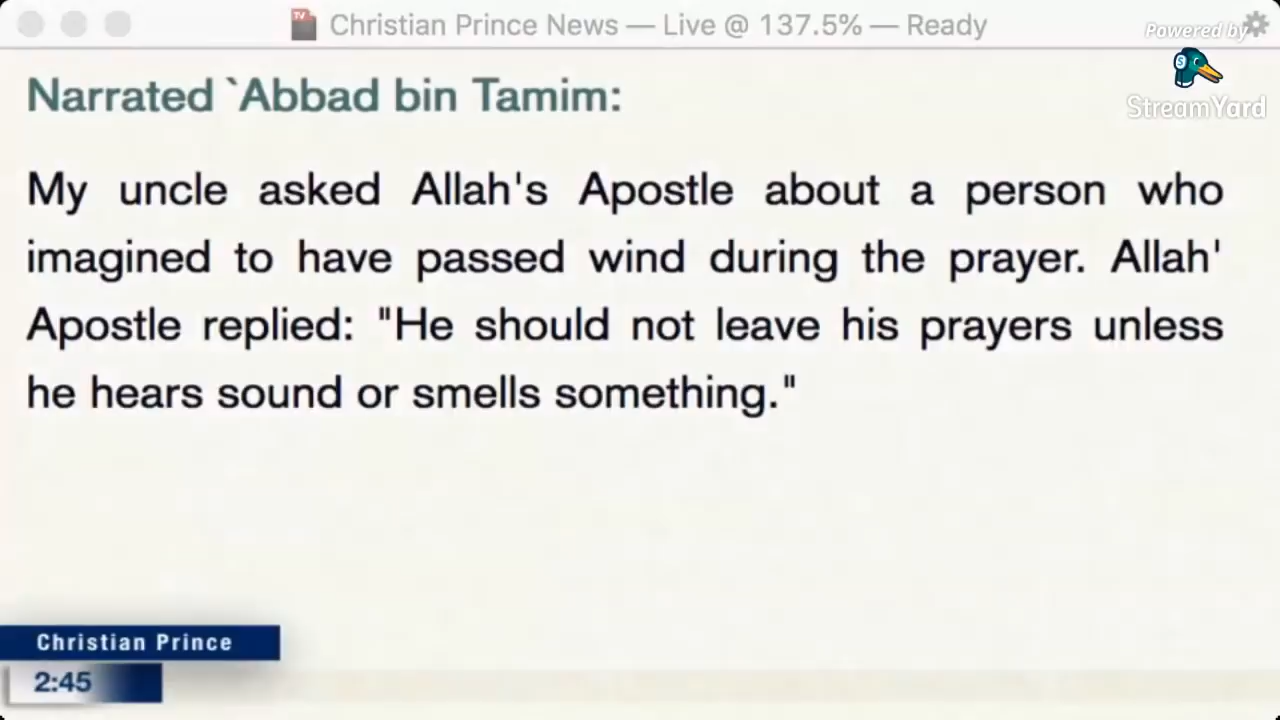 Christian Prince News — Live @ 137.5% — Ready
Powered by
StreamYard
Narrated `Abbad bin Tamim:
My uncle asked Allah's Apostle about a person who
imagined to have passed wind during the prayer. Allah'
Apostle replied: "He should not leave his prayers unless
he hears sound or smells something."
Christian Prince
2:45